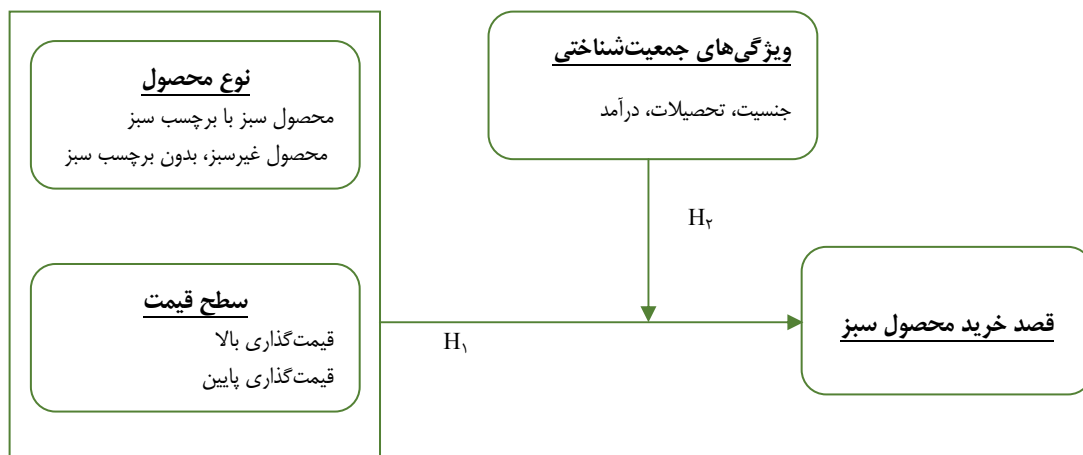 نوع محصول
محصول سبز با برچسب سبز
محصول غیرسبز، بدون برچسب سبز
سطح قیمت
قیمت‌گذاری بالا
قیمت‌گذاری پایین
ویژگی‌های جمعیت‌شناختی
جنسیت، تحصیلات، درآمد
H۲
H۱
قصد خرید محصول سبز